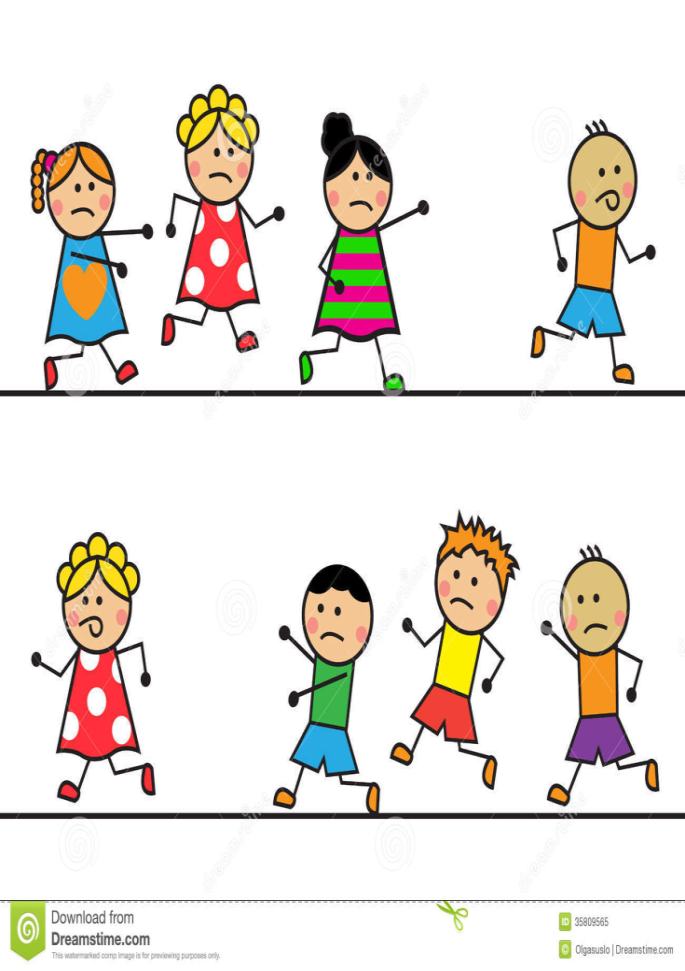 Download from
Dreamstime.com
This watermarked comp image is for previewing purposes only.
ID 35809565
© Olgasuslo | Dreamstime.com